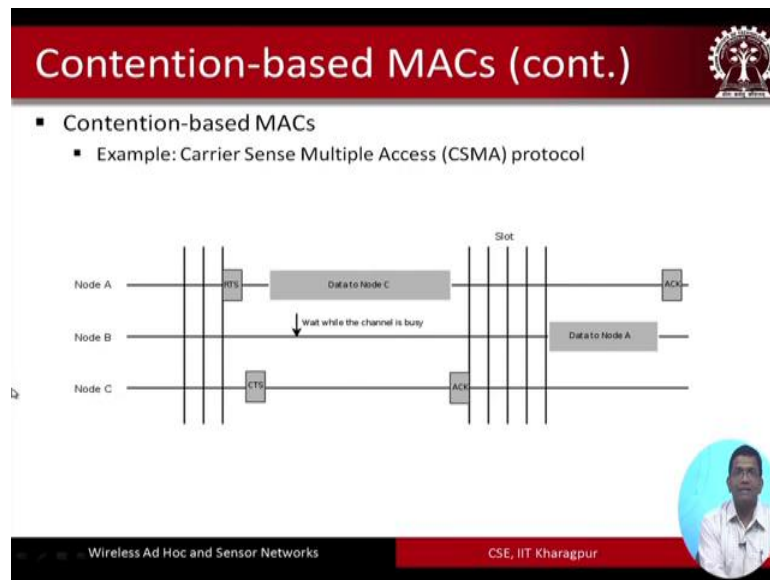 Contention-based MACs (cont.)
▪ Contention-based MACs
▪ Example: Carrier Sense Multiple Access (CSMA) protocol
Slot
Node A
RTS
Data to Node C
ACK
Wait while the channel is busy
Node B
Data to Node A
Node C
CTS
ACK
Wireless Ad Hoc and Sensor Networks
CSE, IIT Kharagpur